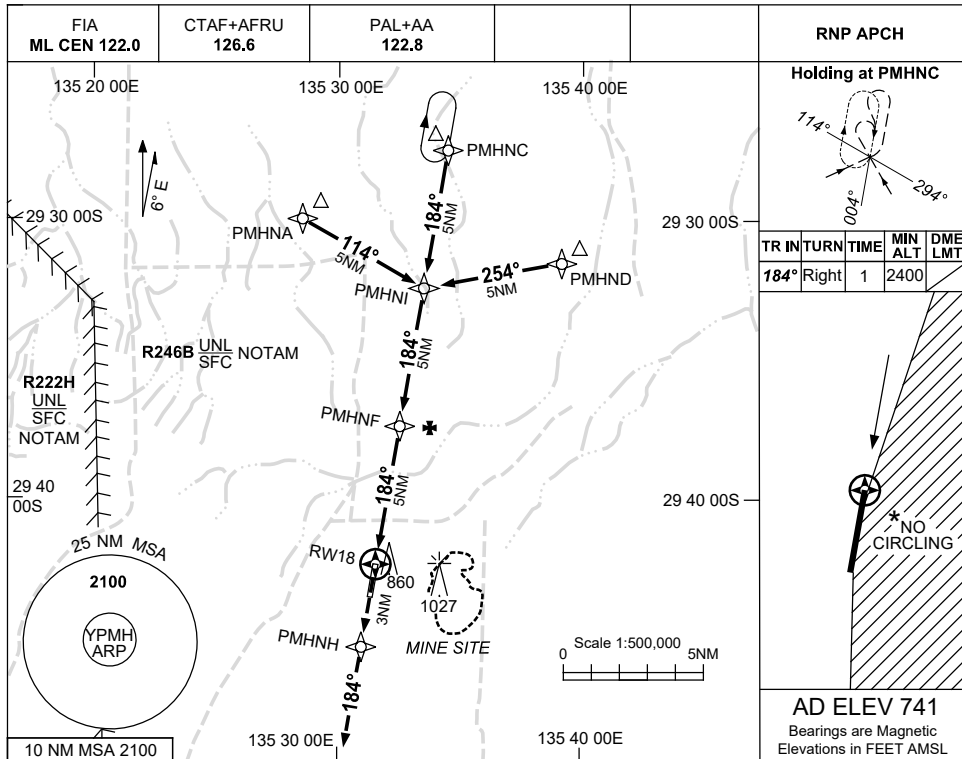 FIA
ML CEN 122.0
CTAF+AFRU
126.6
PAL+AA
122.8
RNP APCH
135 20 00E
135 30 00E
135 40 00E
Holding at PMHNC
114°
294°
004°
TR IN TURN TIME MIN ALT DME LMT
184° Right 1 2400
6° E
PMHNC
184°
5NM
29 30 00S
29 30 00S
PMHNA
114°
5NM
PMHNI
254°
5NM
PMHND
R246B UNL SFC NOTAM
184°
5NM
R222H
UNL
SFC
NOTAM
PMHNF
184°
5NM
29 40
00S
29 40 00S
*NO
CIRCLING
25 NM MSA
2100
YPMH
ARP
RW18
860
1027
3NM
PMHNH
MINE SITE
184°
Scale 1:500,000
0 5NM
10 NM MSA 2100
135 30 00E
135 40 00E
AD ELEV 741
Bearings are Magnetic
Elevations in FEET AMSL